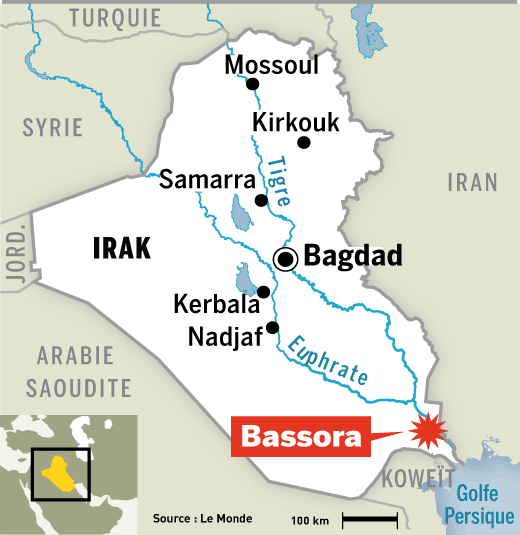 TURQUIE
Mossoul
Kirkouk
SYRIE
Tigre
Samarra
IRAN
JORD.
IRAK
Bagdad
Kerbala
Nadjaf
Euphrate
ARABIE
SAOUDITE
Bassora
KOWEÏT
Golfe
Persique
Source : Le Monde
100 km